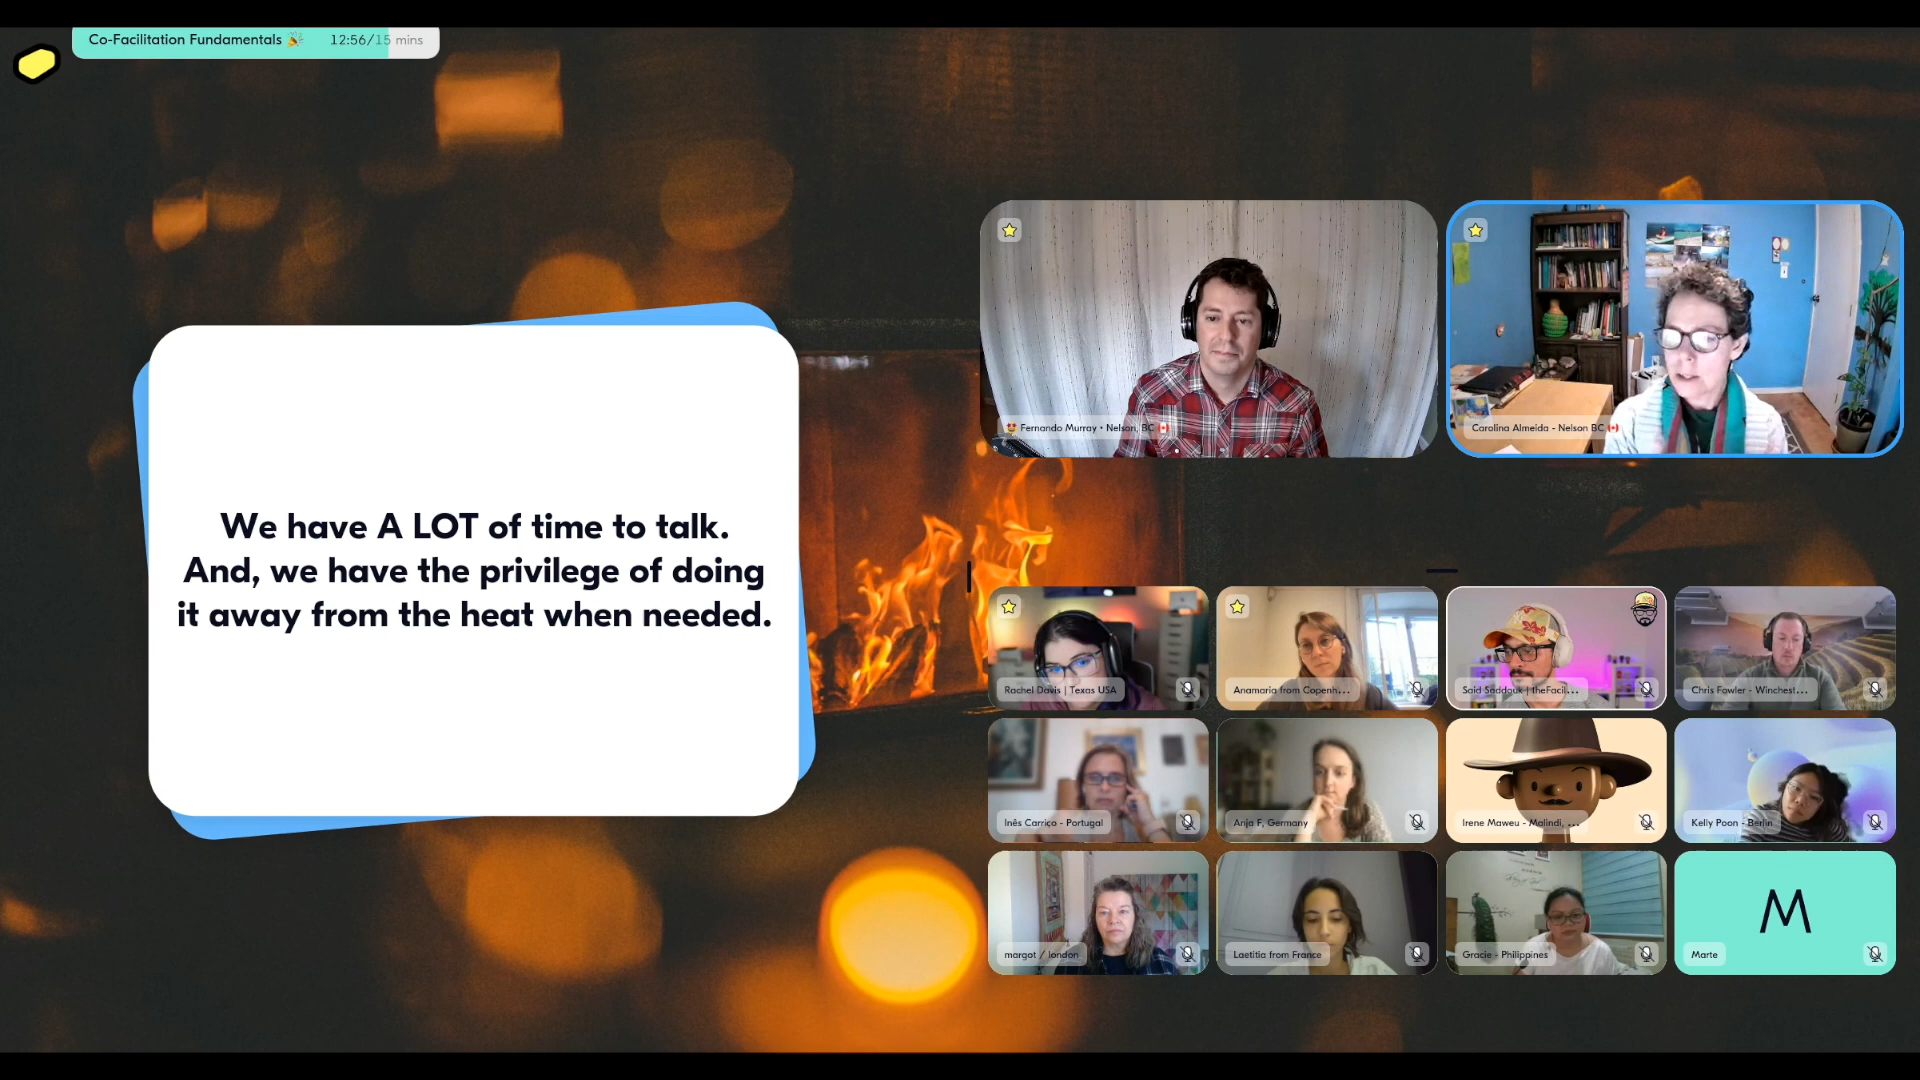 Co-Facilitation Fundamentals 🎉 12:56/15 mins
We have A LOT of time to talk.
And, we have the privilege of doing
it away from the heat when needed.
🤩 Fernando Murray • Nelson, BC 🇨🇦
Carolina Almeida - Nelson BC 🇨🇦
Rachel Davis | Texas USA
Anamaria from Copenh...
Said Saddouk | theFacil...
Chris Fowler - Winchest...
Inês Carriço - Portugal
Anja F, Germany
Irene Maweu - Malindi, ...
Kelly Poon - Berlin
margot / london
Laetitia from France
Gracie - Philippines
M
Marte